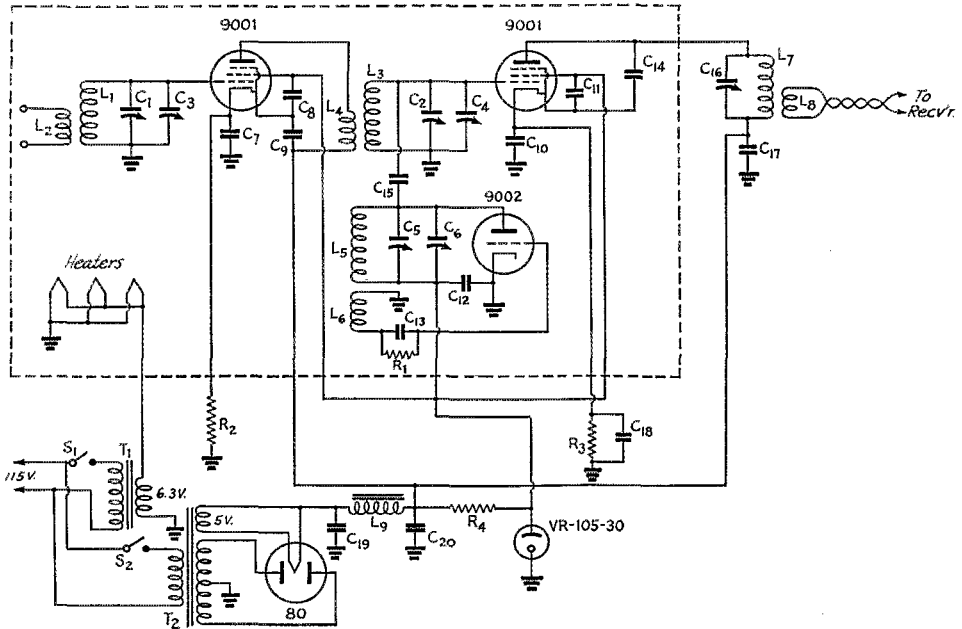 9001
9001
L1
L2
C1
C3
C7
C8
C9
L4
L3
C2
C4
C10
C11
C14
C16
L7
L8
To
Recv'r.
C17
C15
9002
L5
C5
C6
C12
L6
C13
R1
Heaters
R2
R3
C18
S1
T1
115V.
6.3V.
S2
T2
5V.
80
C19
L9
C20
R4
VR-105-30